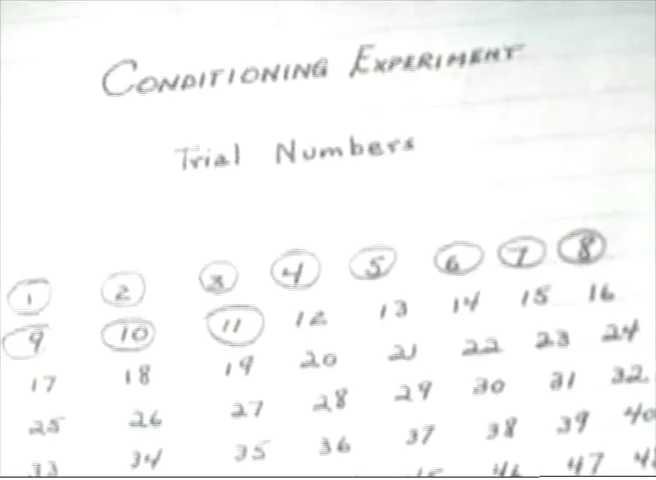 CONDITIONING EXPERIMENT
Trial Numbers
1 2 3 4 5 6 7 8
9 10 11 12 13 14 15 16
17 18 19 20 21 22 23 24
25 26 27 28 29 30 31 32
33 34 35 36 37 38 39 40
46 47